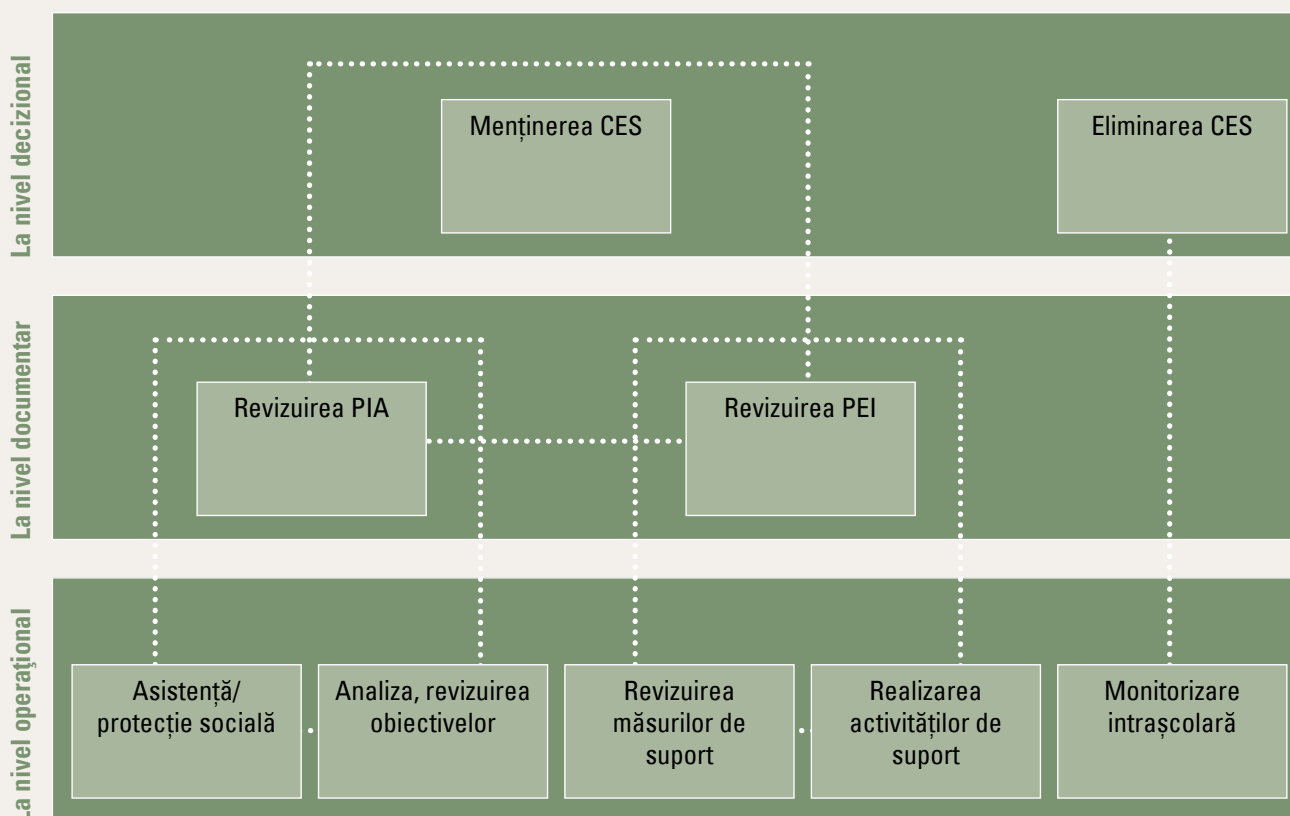 La nivel decizional
Menținerea CES
Eliminarea CES
La nivel documentar
Revizuirea PIA
Revizuirea PEI
La nivel operaţional
Asistență/
protecție socială
Analiza, revizuirea
obiectivelor
Revizuirea
măsurilor de
suport
Realizarea
activităților de
suport
Monitorizare
intrașcolară